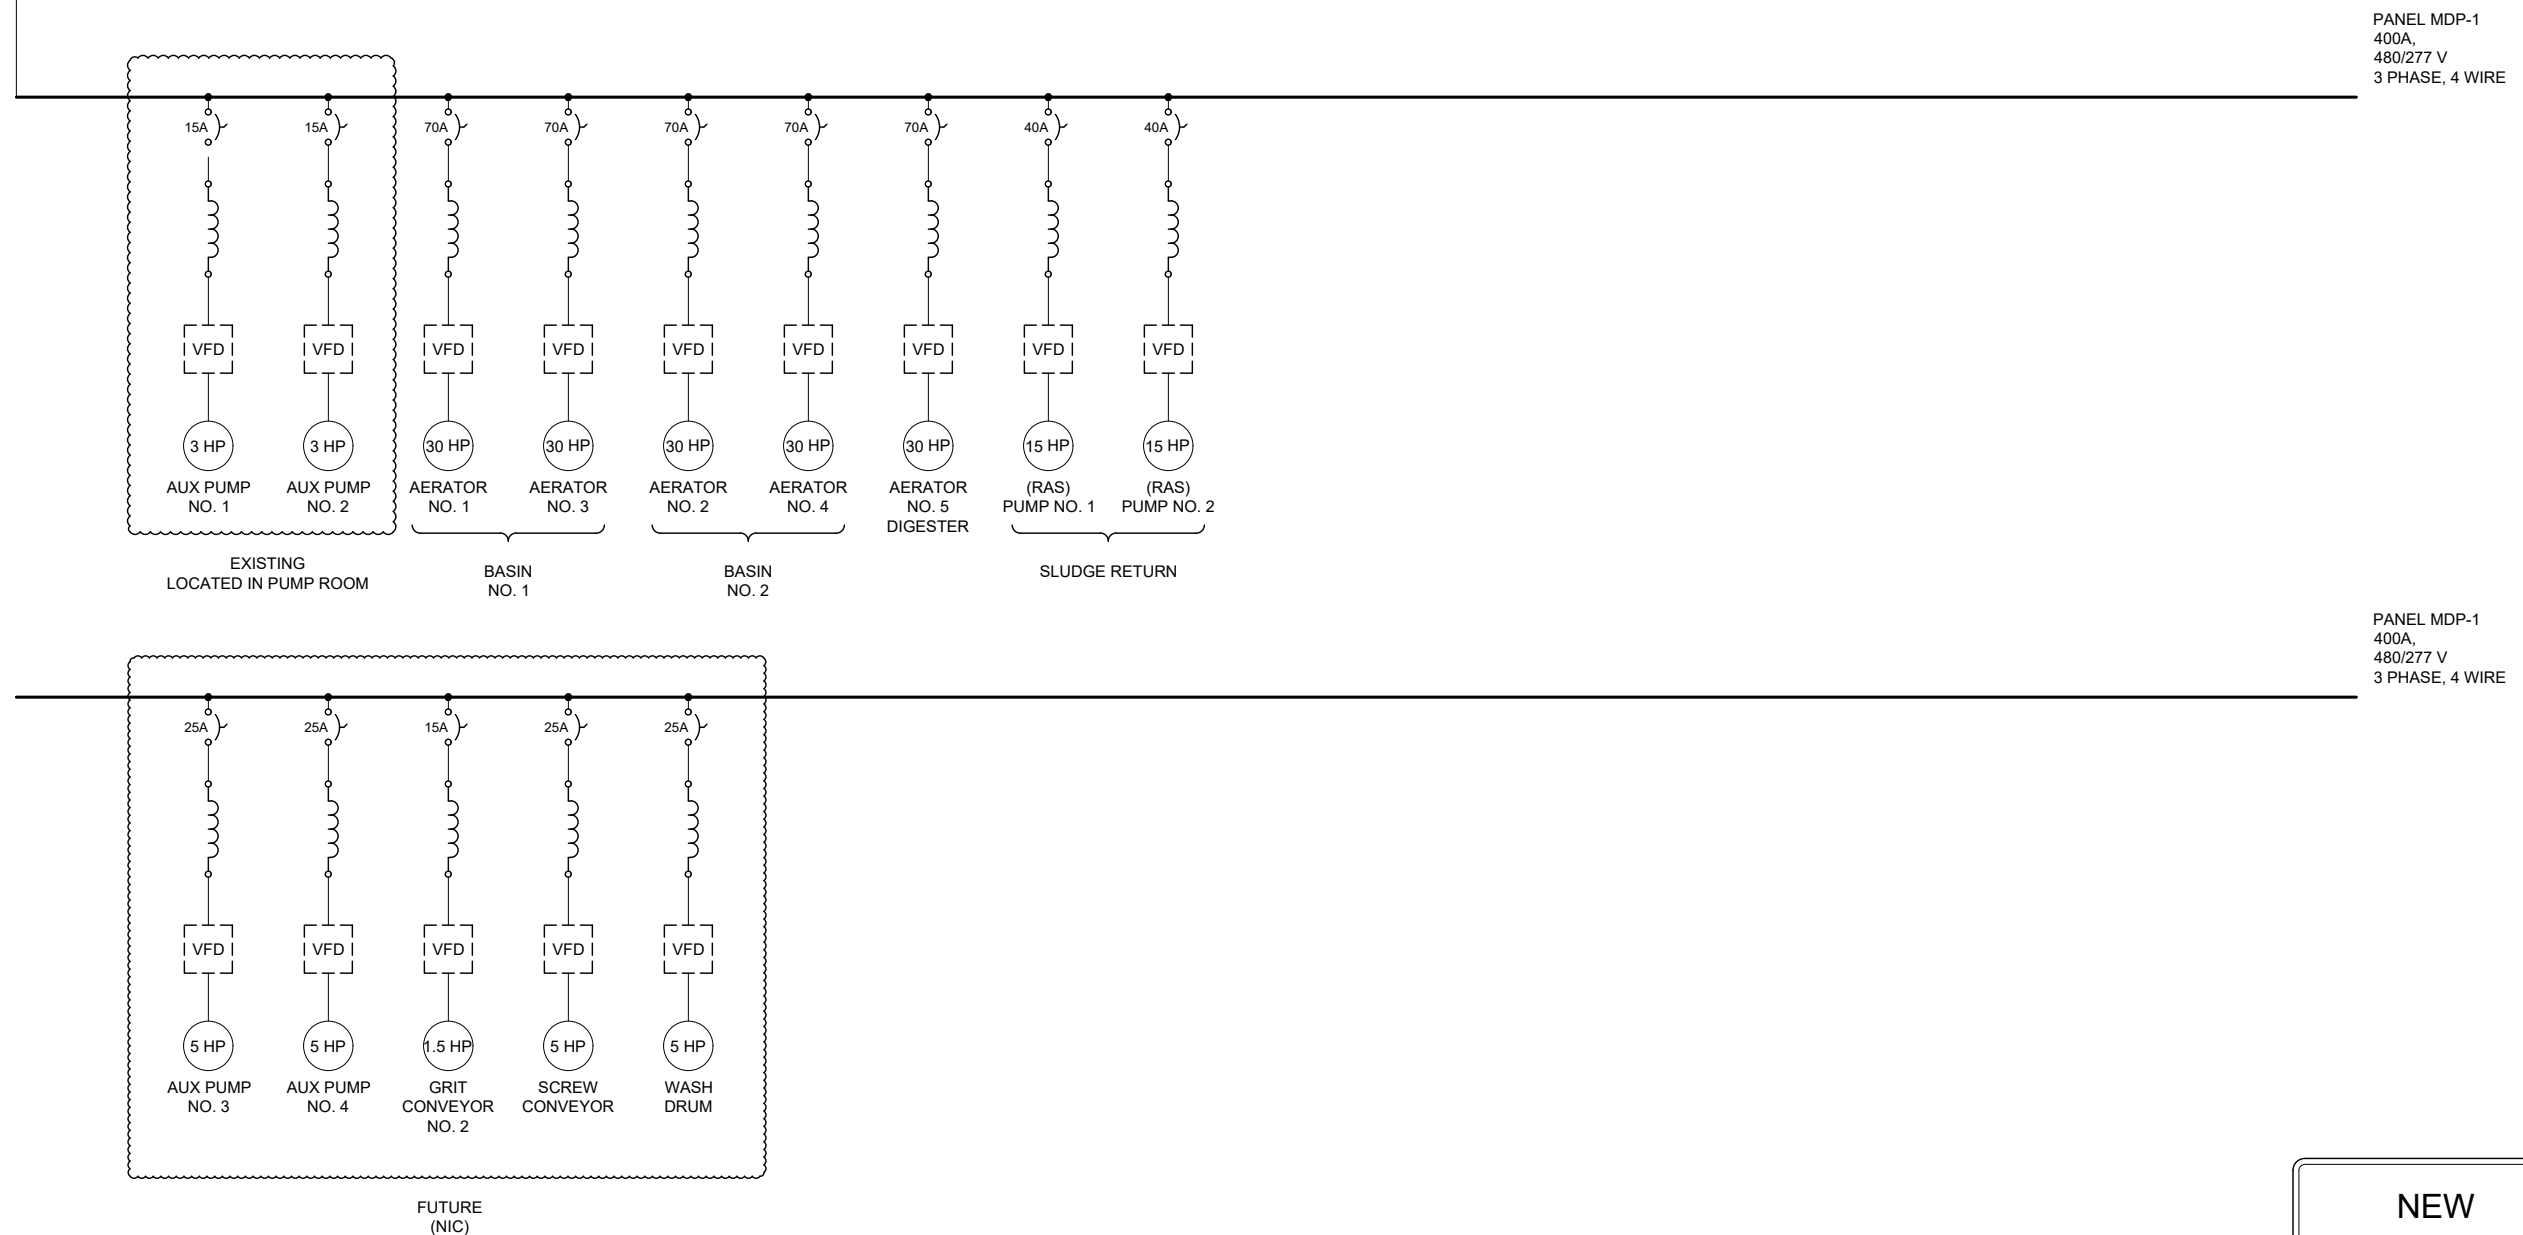 PANEL MDP-1
400A,
480/277 V
3 PHASE, 4 WIRE
15A
15A
70A
70A
70A
70A
70A
40A
40A
VFD
VFD
VFD
VFD
VFD
VFD
VFD
VFD
VFD
3 HP
3 HP
30 HP
30 HP
30 HP
30 HP
30 HP
15 HP
15 HP
AUX PUMP
NO. 1
AUX PUMP
NO. 2
AERATOR
NO. 1
AERATOR
NO. 3
AERATOR
NO. 2
AERATOR
NO. 4
AERATOR
NO. 5
DIGESTER
(RAS)
PUMP NO. 1
(RAS)
PUMP NO. 2
EXISTING
LOCATED IN PUMP ROOM
BASIN
NO. 1
BASIN
NO. 2
SLUDGE RETURN
PANEL MDP-1
400A,
480/277 V
3 PHASE, 4 WIRE
25A
25A
15A
25A
25A
VFD
VFD
VFD
VFD
VFD
5 HP
5 HP
1.5 HP
5 HP
5 HP
AUX PUMP
NO. 3
AUX PUMP
NO. 4
GRIT
CONVEYOR
NO. 2
SCREW
CONVEYOR
WASH
DRUM
FUTURE
(NIC)
NEW